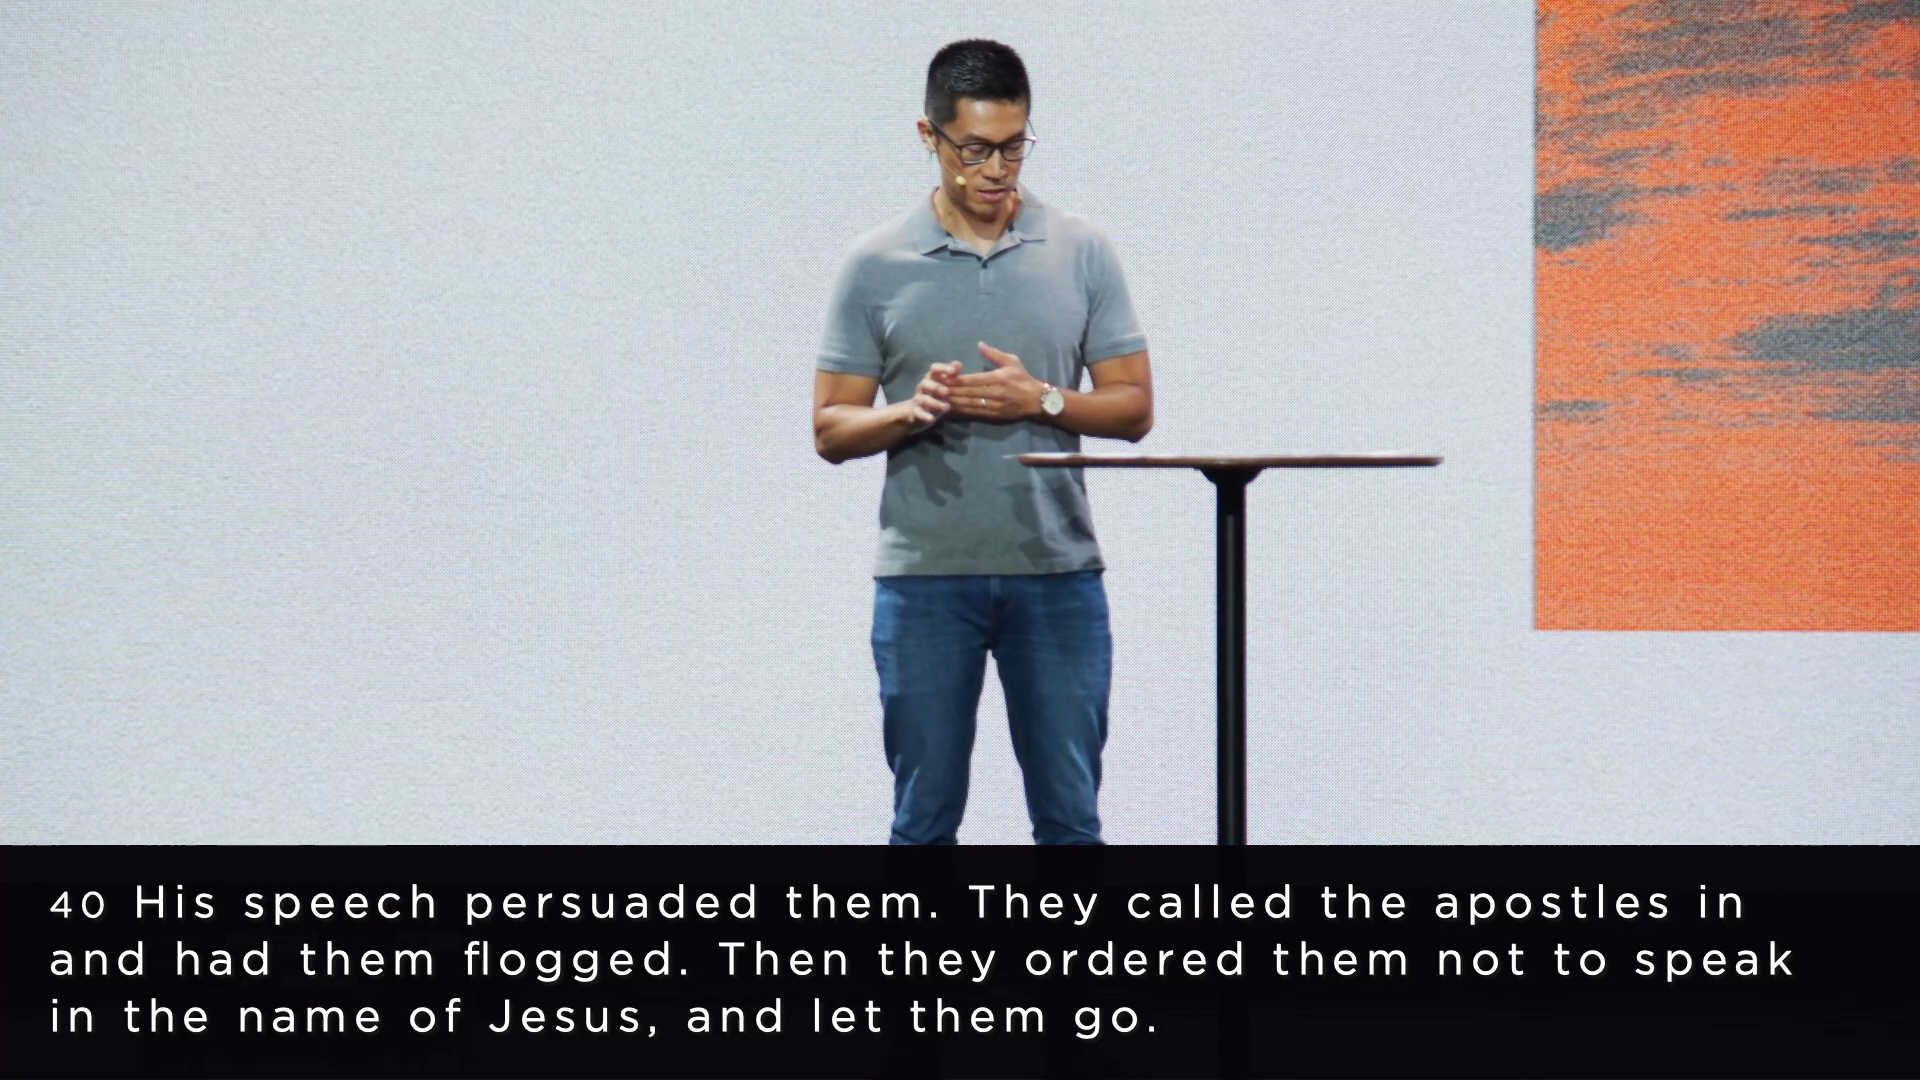 40 His speech persuaded them. They called the apostles in
and had them flogged. Then they ordered them not to speak
in the name of Jesus, and let them go.